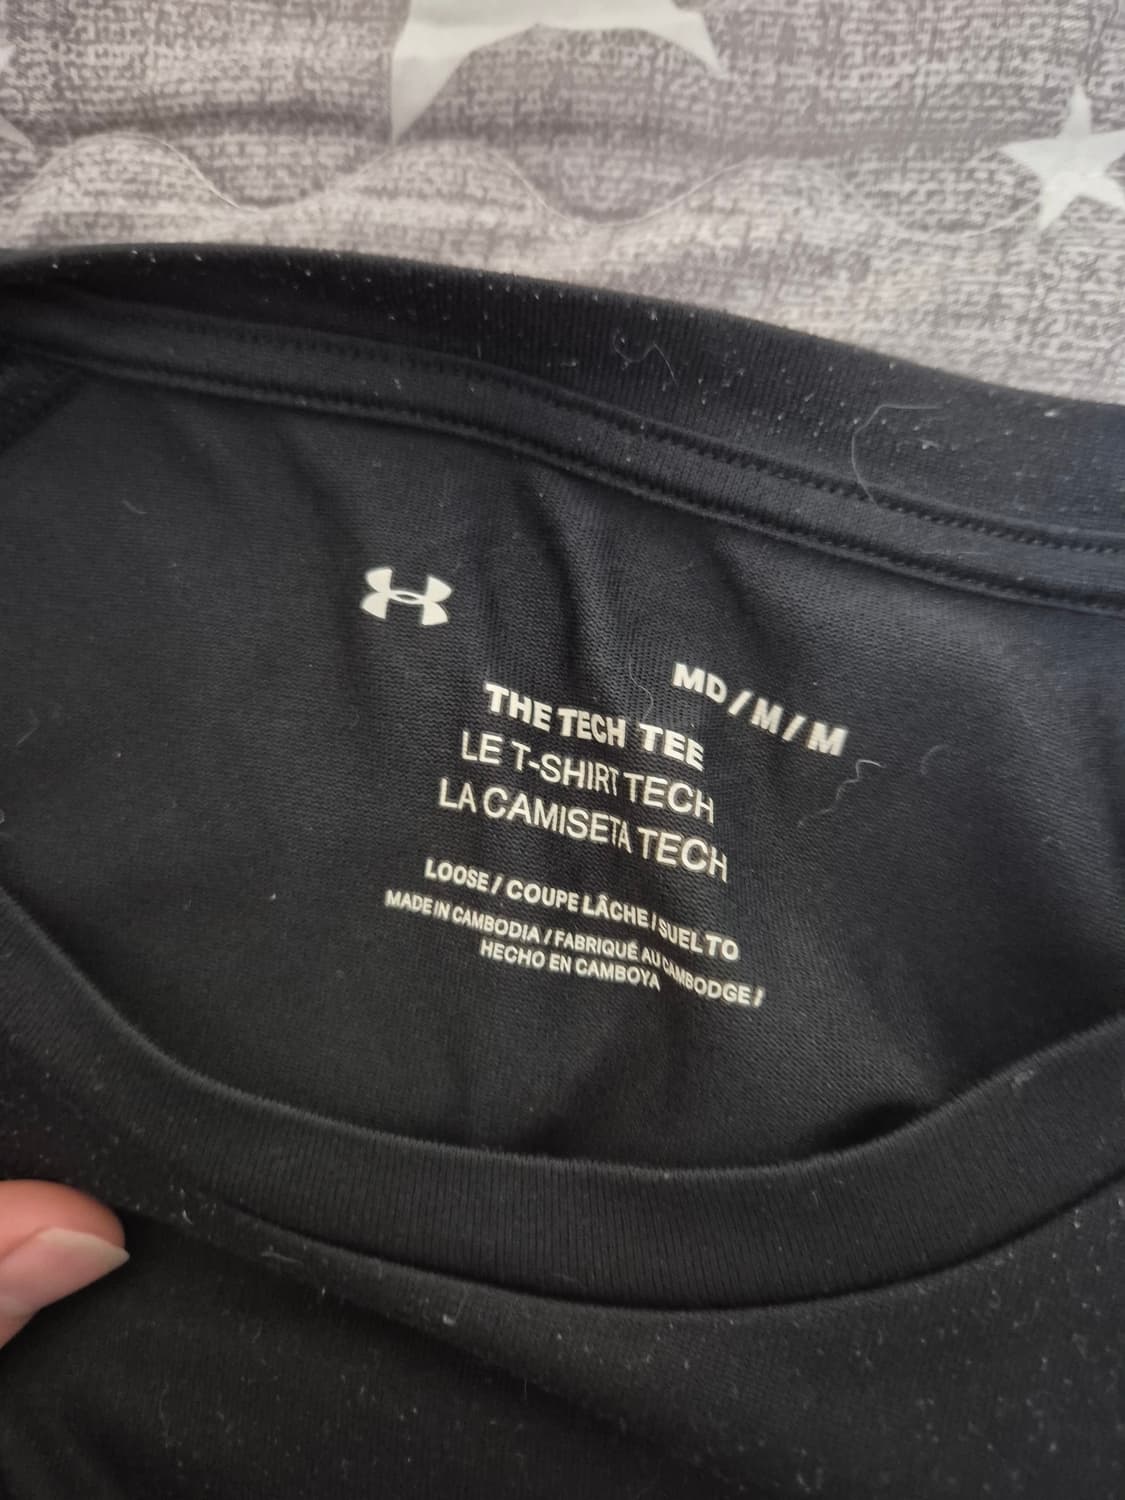 MD / M / M
THE TECH TEE
LE T-SHIRT TECH
LA CAMISETA TECH
LOOSE / COUPE LÂCHE / SUELTO
MADE IN CAMBODIA / FABRIQUÉ AU CAMBODGE /
HECHO EN CAMBOYA